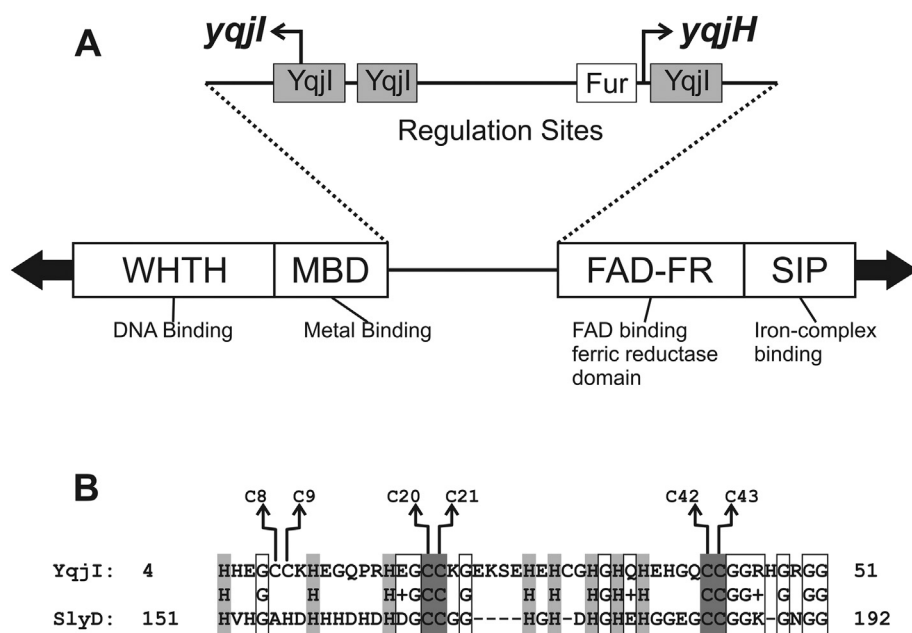 A
yqjI yqjH
YqjI YqjI Fur YqjI
Regulation Sites
WHTH MBD FAD-FR SIP
DNA Binding Metal Binding FAD binding ferric reductase domain Iron-complex binding
B
C8 C9 C20 C21 C42 C43
YqjI: 4 HHEGCCKHEGQPRHEGCCKGEKSEHEHCGHGHQHEHGQCCGGRHGRGG 51
H  G   H     H+GCC G    H H  HGH+H    CCGG+ G GG
SlyD: 151 HVHGAHDHHHDHDHDGCCGG----HGH-DHGHEHGGEGCCGGK-GNGG 192